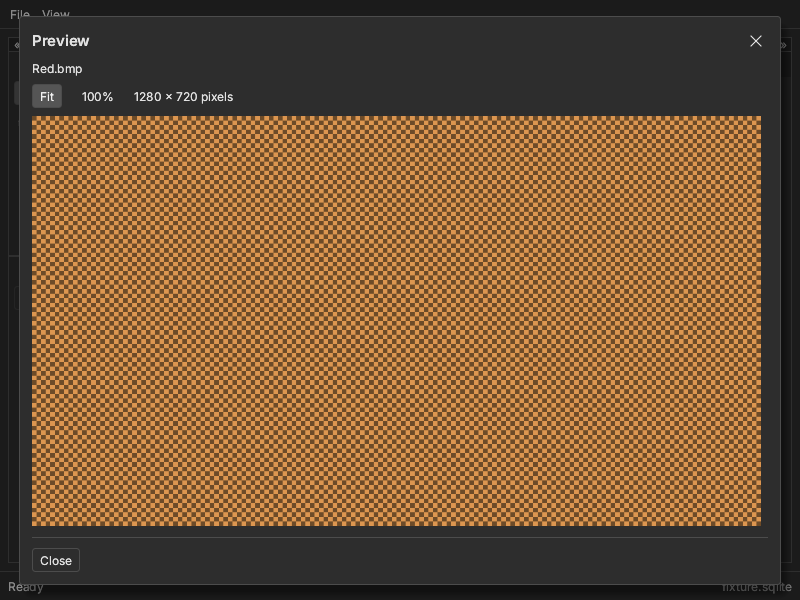 File View
Preview
Red.bmp
Fit 100% 1280 × 720 pixels
Close
Ready fixture.sqlite